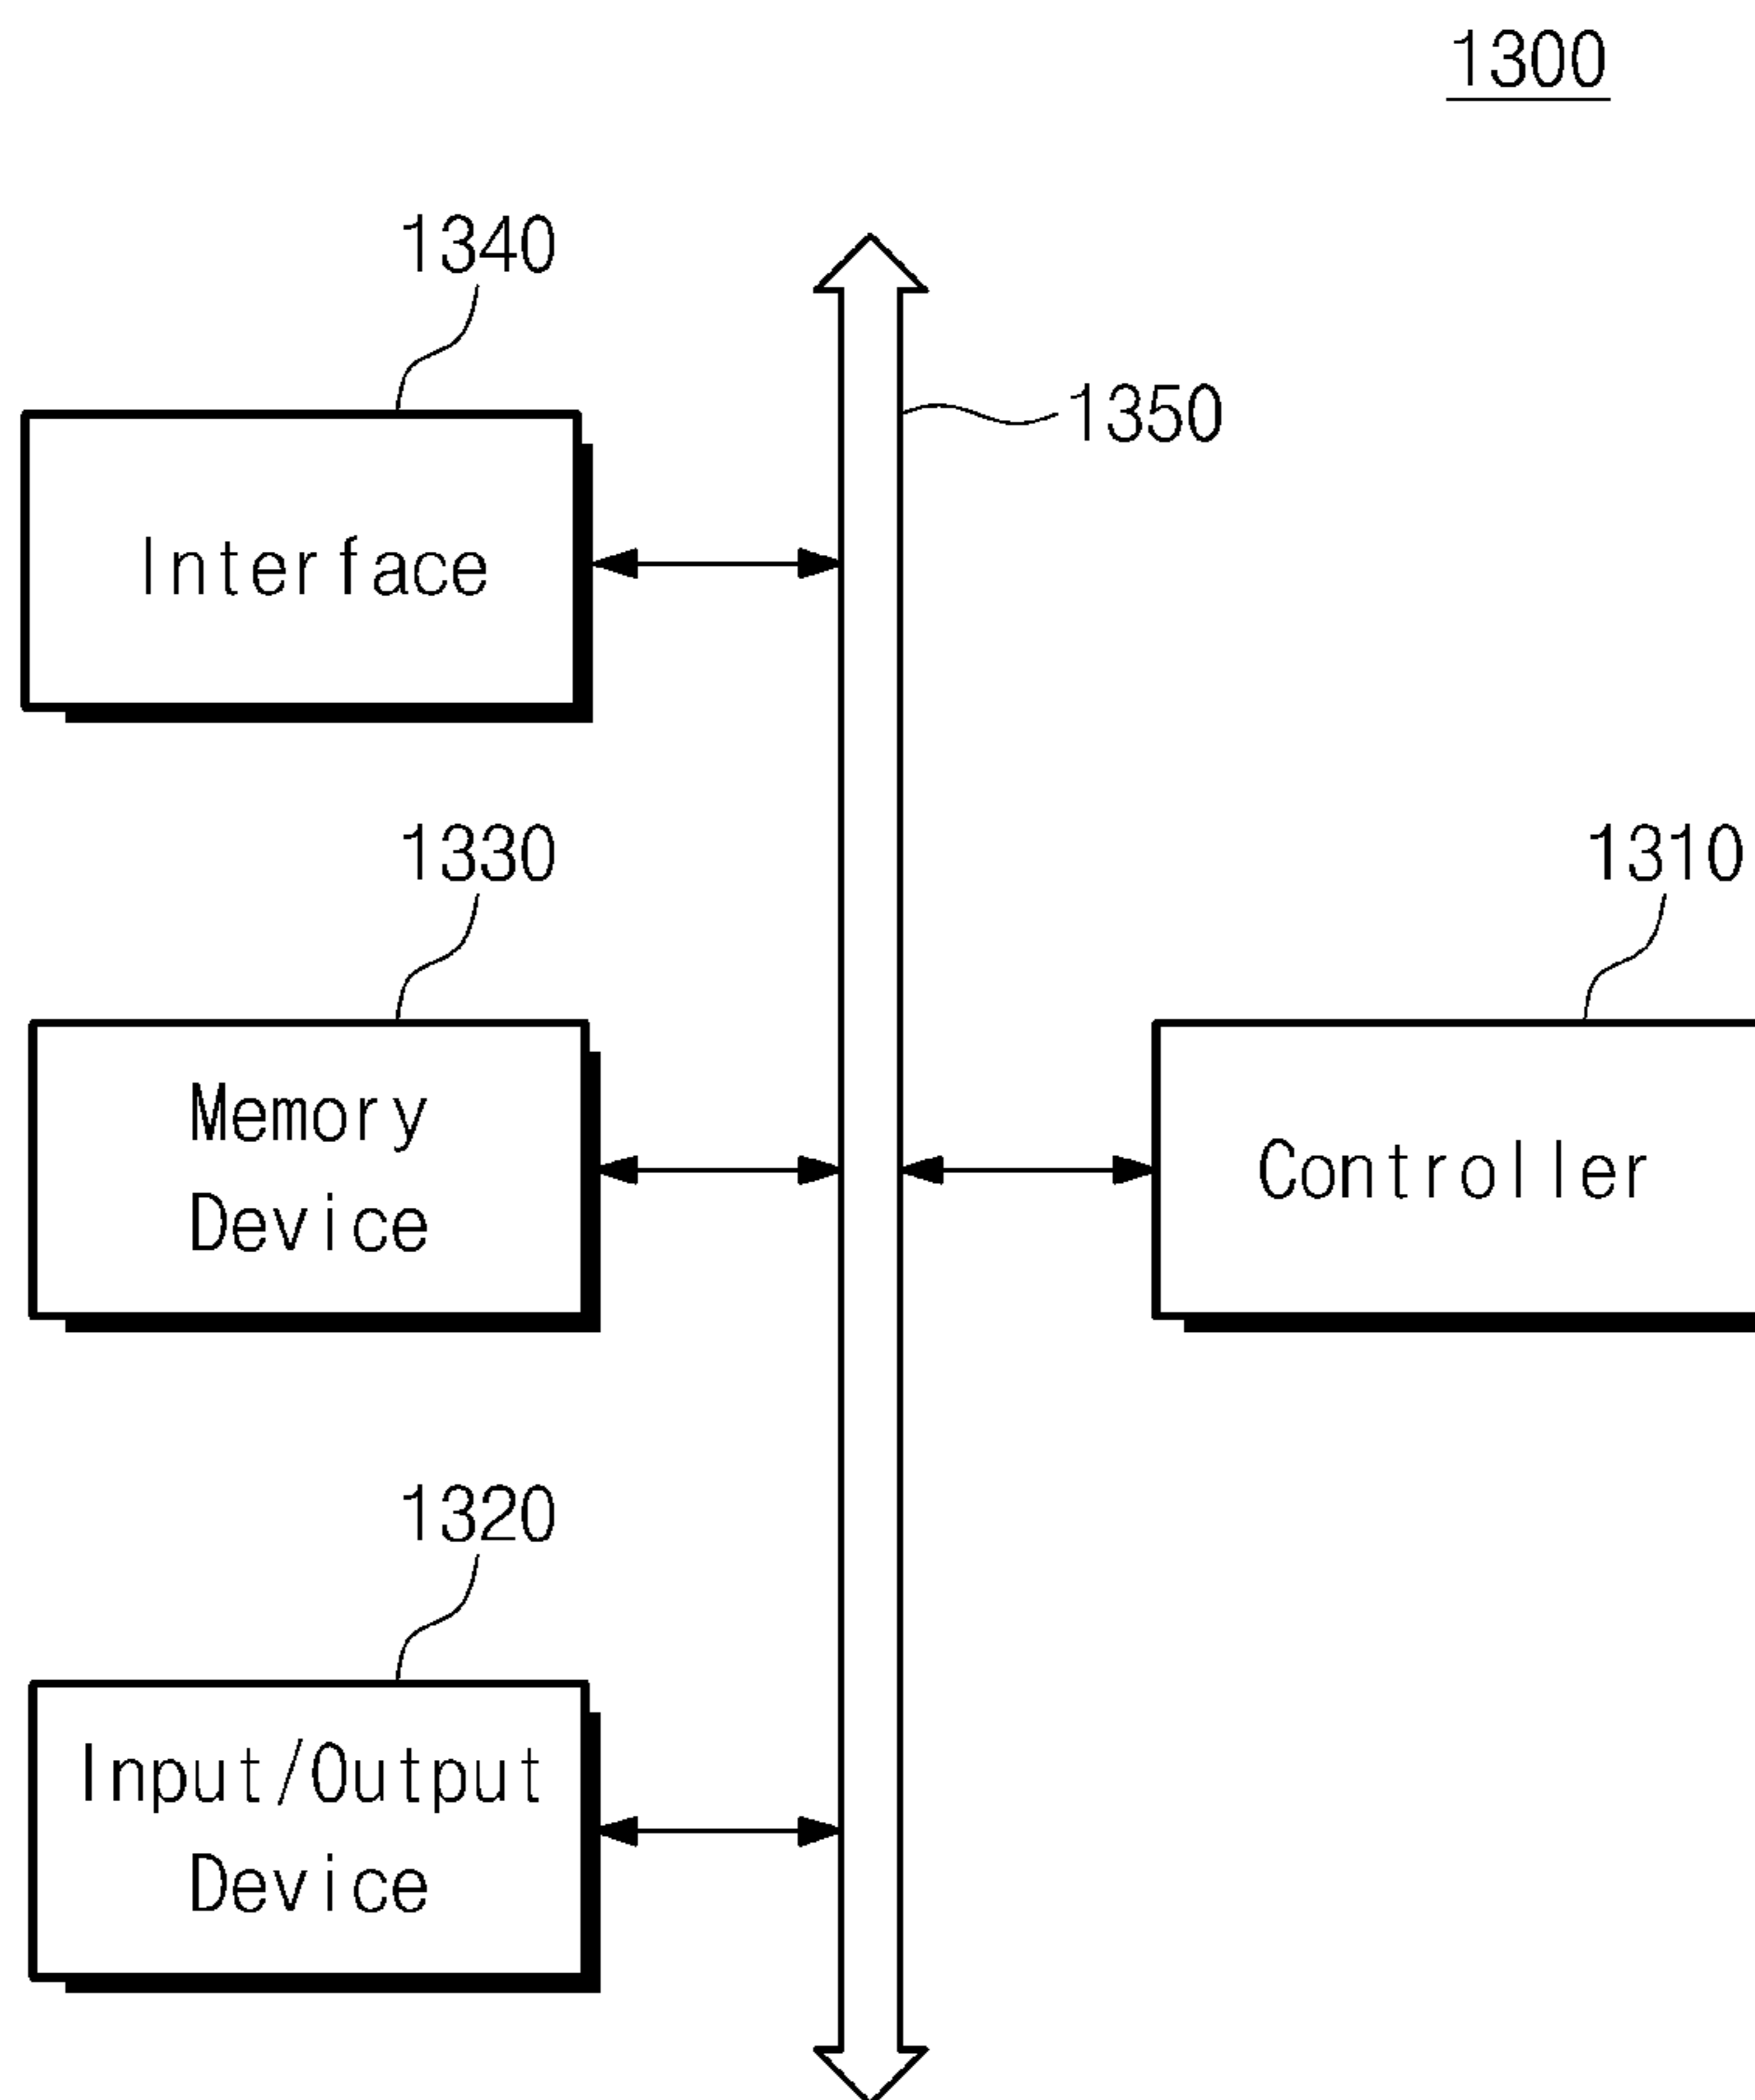 1300
1340
1350
Interface
1330
1310
Memory
Device
Controller
1320
Input/Output
Device